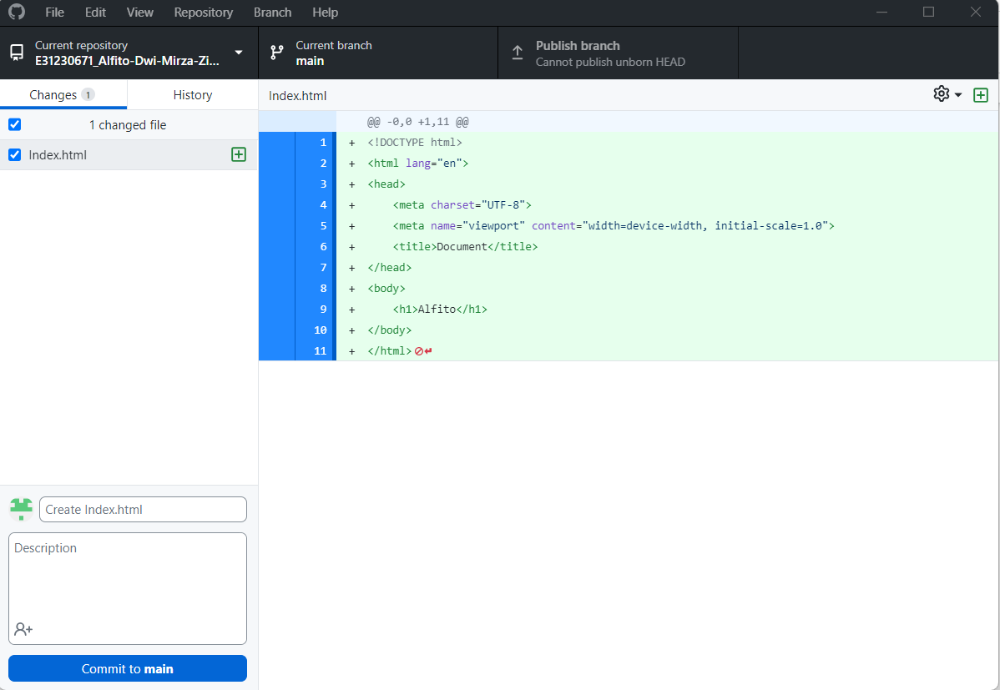 File Edit View Repository Branch Help
Current repository
E31230671_Alfito-Dwi-Mirza-Zi...
Current branch
main
Publish branch
Cannot publish unborn HEAD
Changes 1 History
1 changed file
Index.html
Index.html
@@ -0,0 +1,11 @@
1 + <!DOCTYPE html>
2 + <html lang="en">
3 + <head>
4 + <meta charset="UTF-8">
5 + <meta name="viewport" content="width=device-width, initial-scale=1.0">
6 + <title>Document</title>
7 + </head>
8 + <body>
9 + <h1>Alfito</h1>
10 + </body>
11 + </html>
Create Index.html
Description
Commit to main